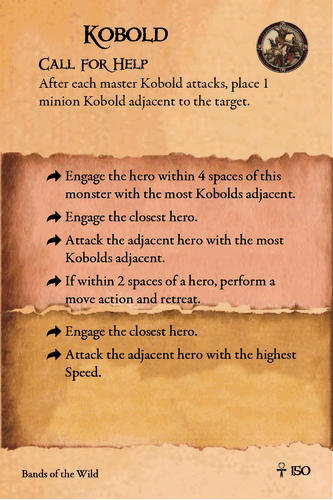 Kobold
Call for Help
After each master Kobold attacks, place 1
minion Kobold adjacent to the target.
Engage the hero within 4 spaces of this
monster with the most Kobolds adjacent.
Engage the closest hero.
Attack the adjacent hero with the most
Kobolds adjacent.
If within 2 spaces of a hero, perform a
move action and retreat.
Engage the closest hero.
Attack the adjacent hero with the highest
Speed.
Bands of the Wild
150